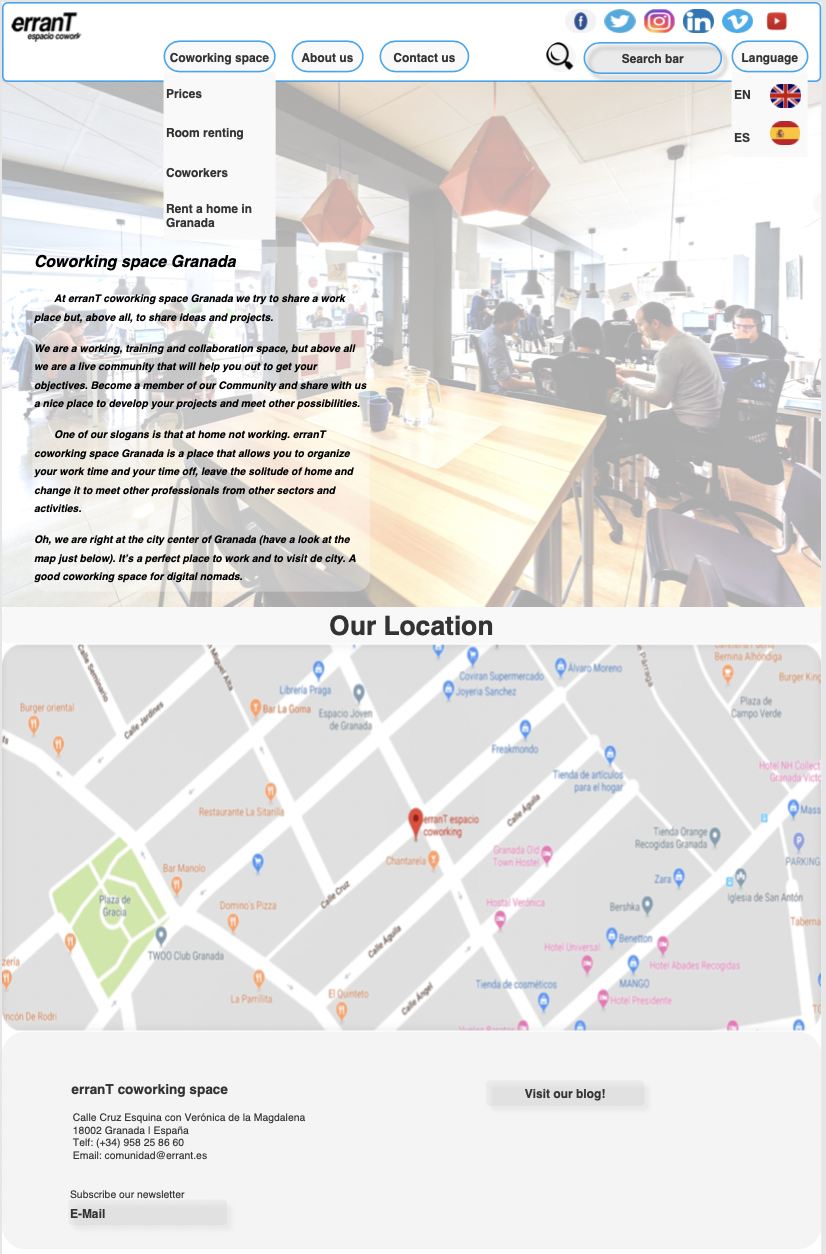 erranT
espacio cowork
Coworking space
About us
Contact us
Search bar
Language
Prices
Room renting
Coworkers
Rent a home in
Granada
EN
ES
Coworking space Granada
At erranT coworking space Granada we try to share a work
place but, above all, to share ideas and projects.
We are a working, training and collaboration space, but above all
we are a live community that will help you out to get your
objectives. Become a member of our Community and share with us
a nice place to develop your projects and meet other possibilities.
One of our slogans is that at home not working. erranT
coworking space Granada is a place that allows you to organize
your work time and your time off, leave the solitude of home and
change it to meet other professionals from other sectors and
activities.
Oh, we are right at the city center of Granada (have a look at the
map just below). It's a perfect place to work and to visit de city. A
good coworking space for digital nomads.
Our Location
Calle Seminario
Miguel Alta
Párraga
Coviran Supermercado
Alvaro Moreno
Bernina Alhóndiga
Burger King
Librería Praga
Joyeria Sanchez
Burger oriental
Calle Jardines
Bar La Goma
Espacio Joven
de Granada
Plaza de
Campo Verde
Freakmondo
Tienda de artículos
para el hogar
Hotel NH Collect
Granada Victo
Restaurante La Sitarilla
Calle Águila
Mass
erranT espacio
coworking
Tienda Orange
Recogidas Granada
Chantarela
Granada Old
Town Hostel
PARKING
Bar Manolo
Zara
Iglesia de San Antón
Plaza de
Gracia
Calle Cruz
Domino's Pizza
Hostal Verónica
Bershka
Taberna
Calle Águila
Benetton
TWOO Club Granada
Hotel Universal
Hotel Abades Recogidas
zería
La Parrilita
El Quinteto
Calle Ángel
Tienda de cosméticos
MANGO
Hotel Presidente
incón De Rodri
erranT coworking space
Visit our blog!
Calle Cruz Esquina con Verónica de la Magdalena
18002 Granada | España
Telf: (+34) 958 25 86 60
Email: comunidad@errant.es
Subscribe our newsletter
E-Mail